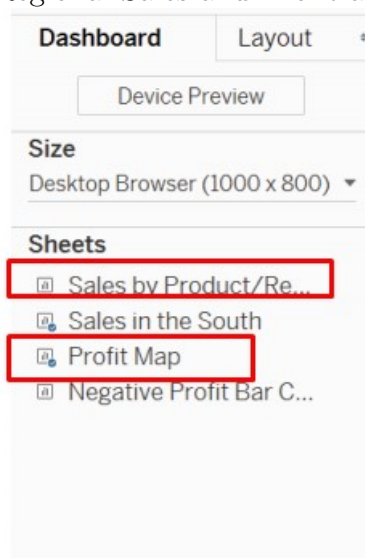 Dashboard Layout
Device Preview
Size
Desktop Browser (1000 x 800)
Sheets
Sales by Product/Re...
Sales in the South
Profit Map
Negative Profit Bar C...